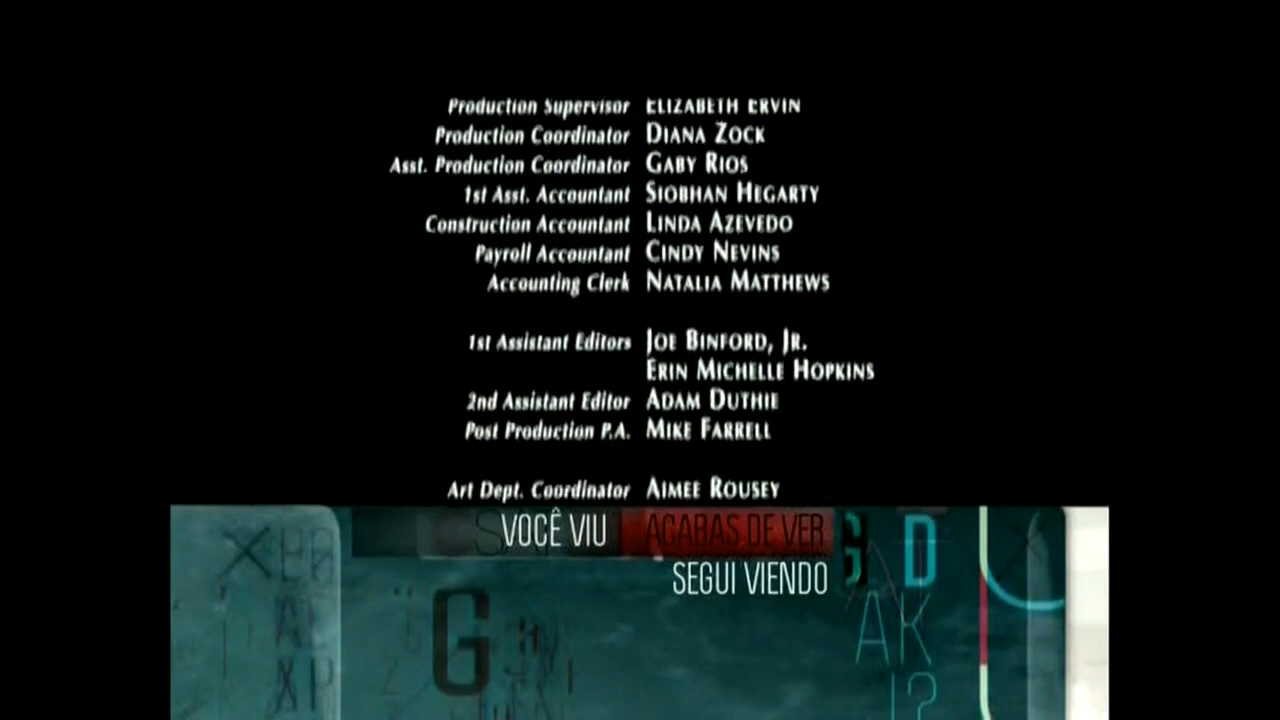 Production Supervisor ELIZABETH ERVIN
Production Coordinator DIANA ZOCK
Asst. Production Coordinator GABY RIOS
1st Asst. Accountant SIOBHAN HEGARTY
Construction Accountant LINDA AZEVEDO
Payroll Accountant CINDY NEVINS
Accounting Clerk NATALIA MATTHEWS
1st Assistant Editors JOE BINFORD, JR.
ERIN MICHELLE HOPKINS
2nd Assistant Editor ADAM DUTHIE
Post Production P.A. MIKE FARRELL
Art Dept. Coordinator AIMEE ROUSEY
VOCÊ VIU ACABAS DE VER
SEGUI VIENDO
G D
AK
G